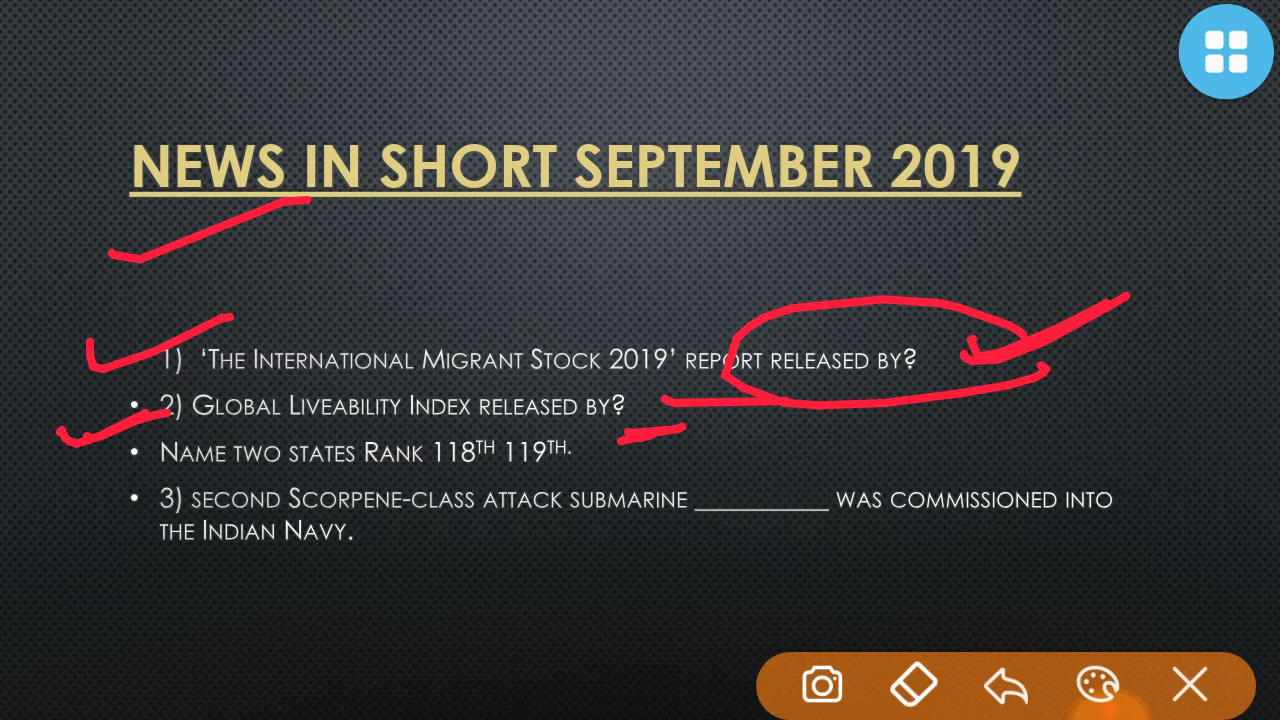 NEWS IN SHORT SEPTEMBER 2019
1) ‘The International Migrant Stock 2019’ report released by?
• 2) Global Liveability Index released by?
• Name two states Rank 118th 119th.
• 3) second Scorpene-class attack submarine __________ was commissioned into
the Indian Navy.